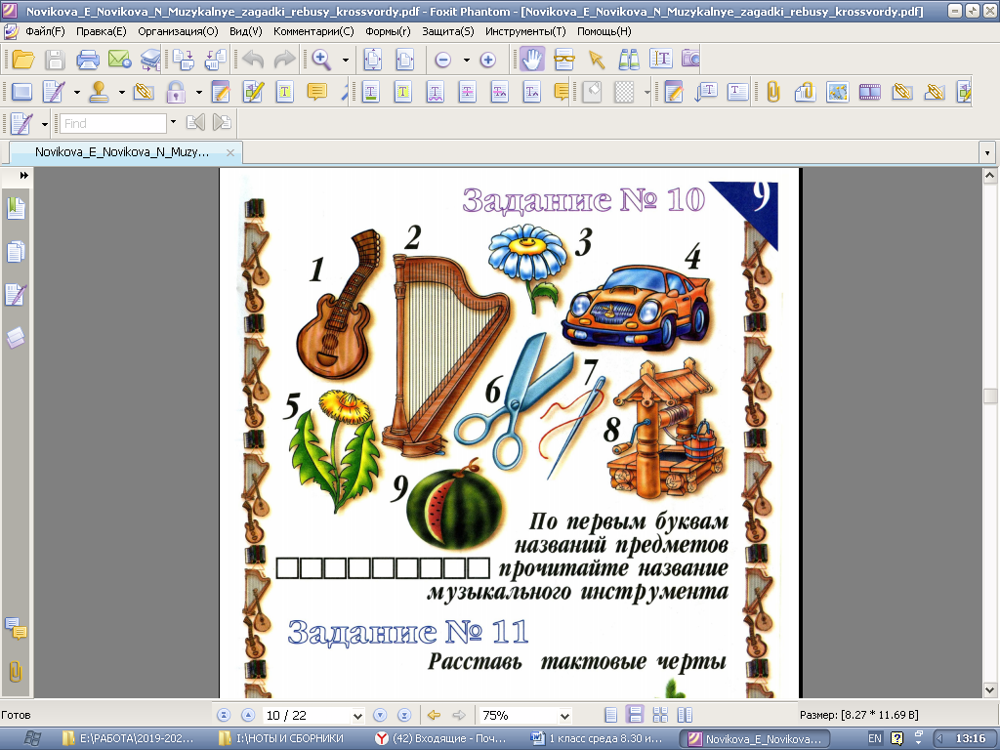 Novikova_E_Novikova_N_Muzykalnye_zagadki_rebusy_krossvordy.pdf - Foxit Phantom - [Novikova_E_Novikova_N_Muzykalnye_zagadki_rebusy_krossvordy.pdf]
Файл(F) Правка(E) Организация(O) Вид(V) Комментарии(C) Формы(r) Защита(S) Инструменты(T) Помощь(H)
Find
Novikova_E_Novikova_N_Muzy...
Задание № 10
9
1
2
3
4
5
6
7
8
9
По первым буквам
названий предметов
прочитайте название
музыкального инструмента
Задание № 11
Расставь тактовые черты
Готов
10 / 22
75%
Размер: [8.27 * 11.69 В]
E:\РАБОТА\2019-202...
I:\НОТЫ И СБОРНИКИ
(42) Входящие - Поч...
1 класс среда 8.30 и...
Novikova_E_Novikova...
EN
13:16